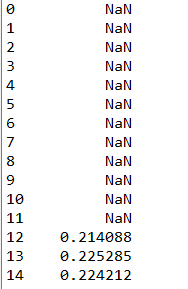 0 NaN
1 NaN
2 NaN
3 NaN
4 NaN
5 NaN
6 NaN
7 NaN
8 NaN
9 NaN
10 NaN
11 NaN
12 0.214088
13 0.225285
14 0.224212